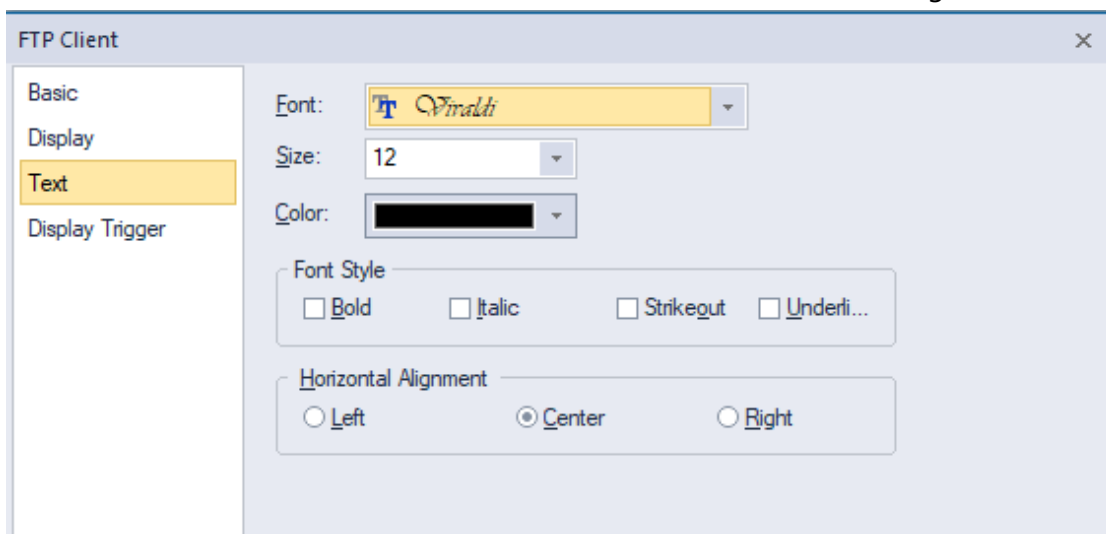 FTP Client
Basic
Display
Text
Display Trigger
Font: Vivaldi
Size: 12
Color:
Font Style
Bold Italic Strikeout Underli...
Horizontal Alignment
Left Center Right